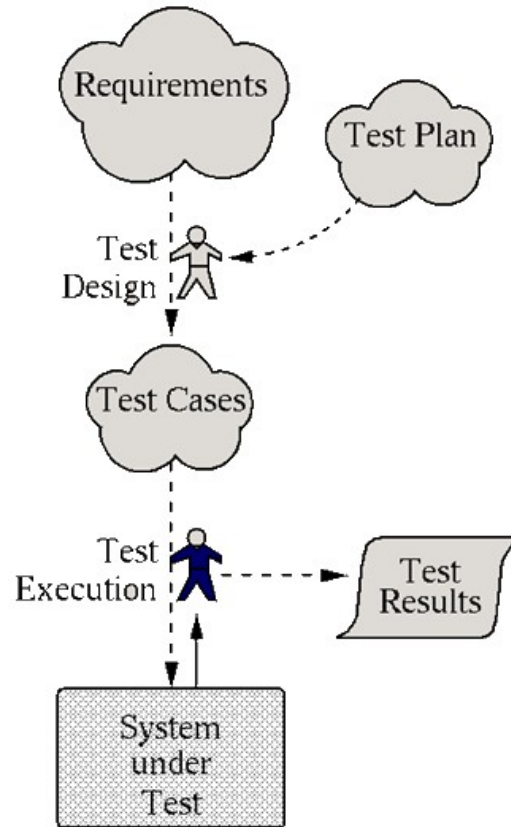 Requirements
Test Plan
Test
Design
Test Cases
Test
Execution
Test
Results
System
under
Test